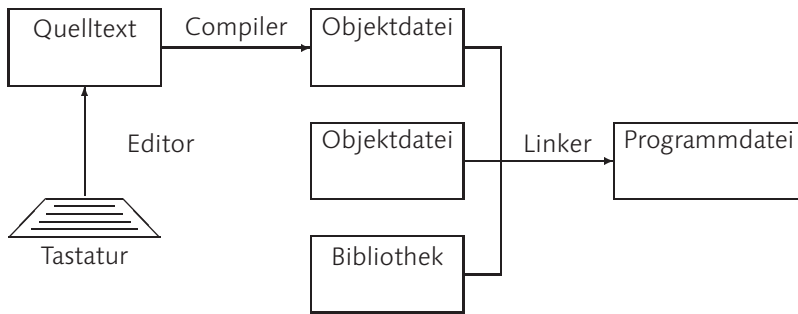 Quelltext
Compiler
Objektdatei
Editor
Objektdatei
Linker
Programmdatei
Tastatur
Bibliothek